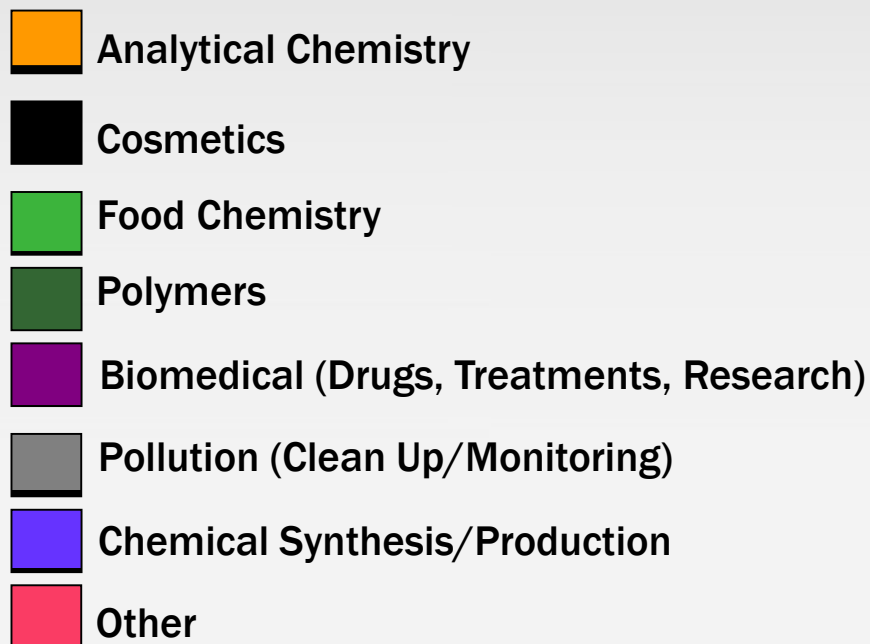 Analytical Chemistry
Cosmetics
Food Chemistry
Polymers
Biomedical (Drugs, Treatments, Research)
Pollution (Clean Up/Monitoring)
Chemical Synthesis/Production
Other